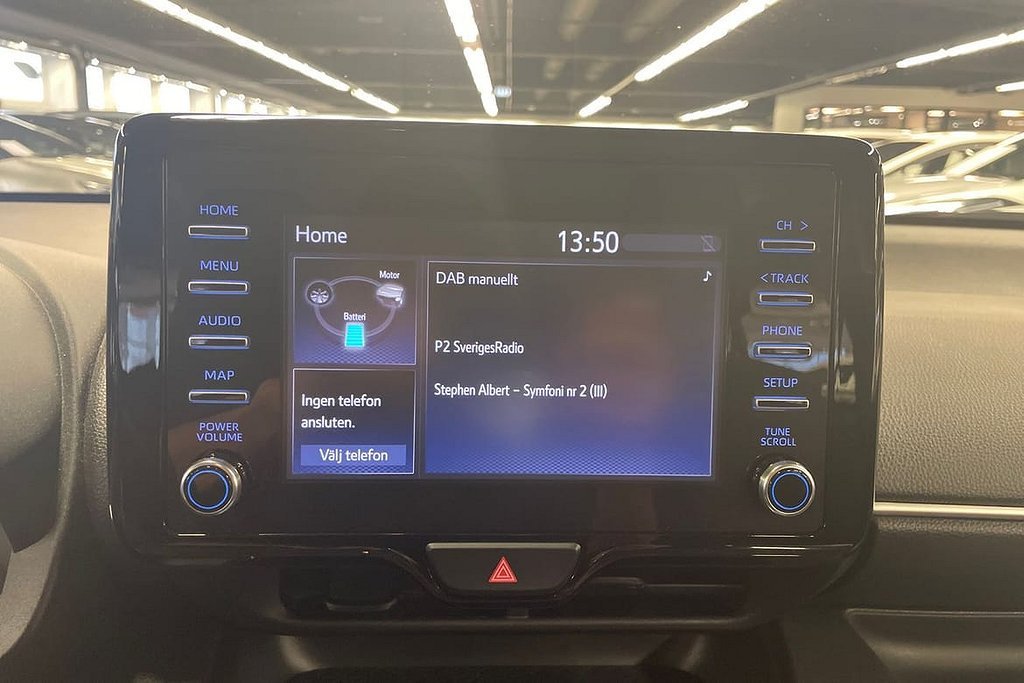 HOME
MENU
AUDIO
MAP
POWER
VOLUME
Home
13:50
Motor
Batteri
Ingen telefon
ansluten.
Välj telefon
DAB manuellt
P2 SverigesRadio
Stephen Albert – Symfoni nr 2 (III)
CH >
< TRACK
PHONE
SETUP
TUNE
SCROLL